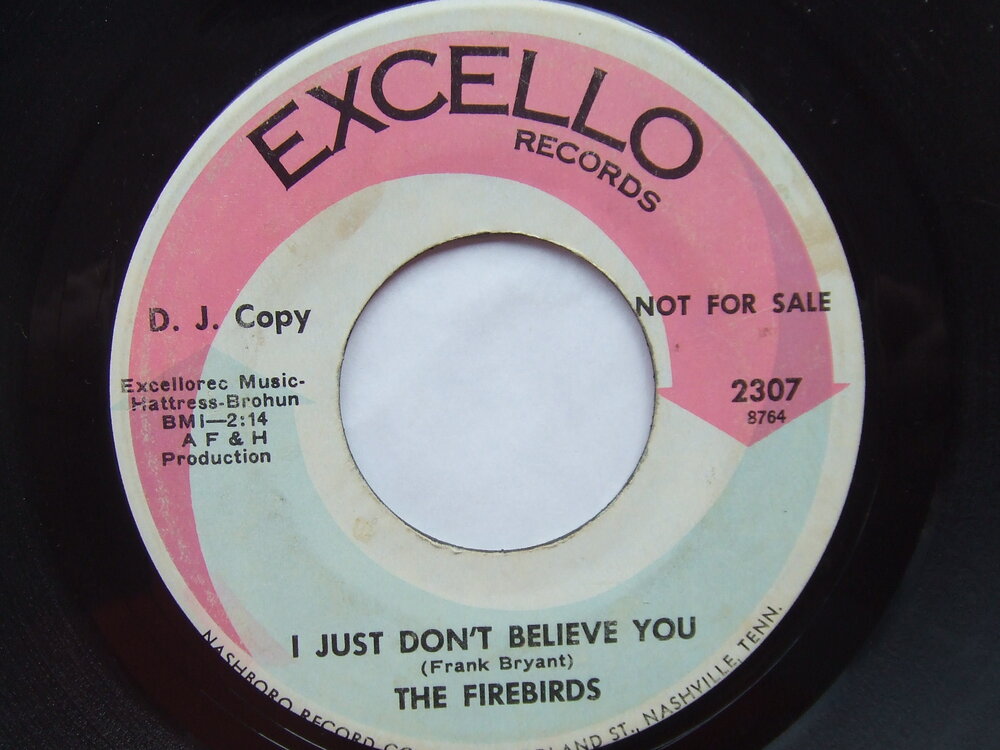 EXCELLO
RECORDS
D. J. Copy
NOT FOR SALE
Excellorec Music-
Hattress-Brohun
BMI—2:14
A F & H
Production
2307
8764
I JUST DON'T BELIEVE YOU
(Frank Bryant)
THE FIREBIRDS
NASHBORO RECORD CO. ST., NASHVILLE, TENN.